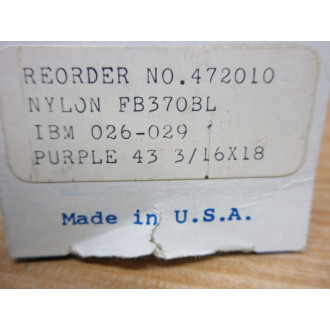 REORDER NO.472010
NYLON FB370BL
IBM 026-029
PURPLE 43 3/16X18
Made in U.S.A.